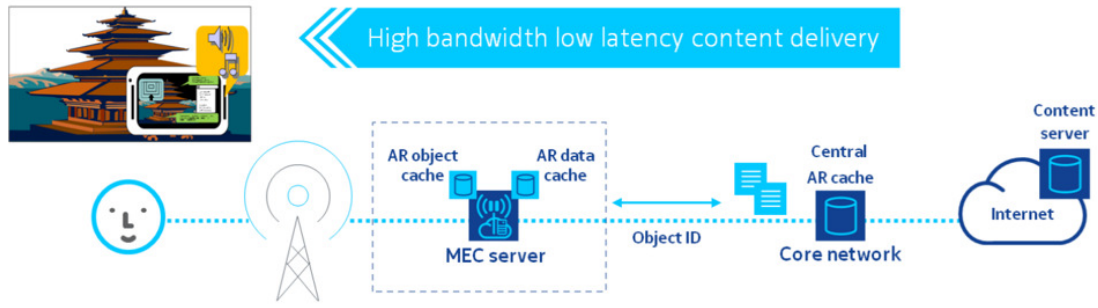 High bandwidth low latency content delivery
Content
server
AR object
cache
AR data
cache
Central
AR cache
Internet
Object ID
MEC server
Core network